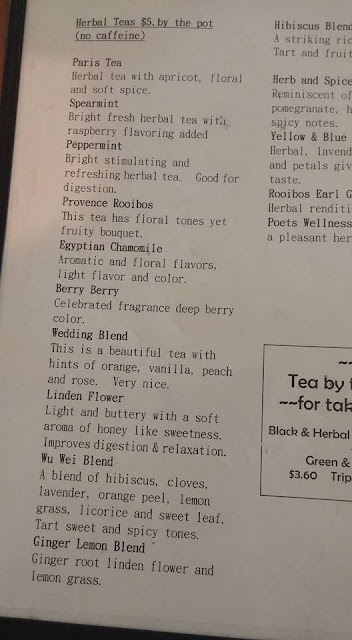 Herbal Teas $5. by the pot
(no caffeine)
Paris Tea
Herbal tea with apricot, floral
and soft spice.
Spearmint
Bright fresh herbal tea with
raspberry flavoring added
Peppermint
Bright stimulating and
refreshing herbal tea. Good for
digestion.
Provence Rooibos
This tea has floral tones yet
fruity bouquet.
Egyptian Chamomile
Aromatic and floral flavors,
light flavor and color.
Berry Berry
Celebrated fragrance deep berry
color.
Wedding Blend
This is a beautiful tea with
hints of orange, vanilla, peach
and rose. Very nice.
Linden Flower
Light and buttery with a soft
aroma of honey like sweetness.
Improves digestion & relaxation.
Wu Wei Blend
A blend of hibiscus, cloves,
lavender, orange peel, lemon
grass, licorice and sweet leaf.
Tart sweet and spicy tones.
Ginger Lemon Blend
Ginger root linden flower and
lemon grass.
Hibiscus Blend
A striking
Tart and
Herb and Spice
Reminiscent of
pomegranate,
spicy notes.
Yellow & Blue
Herbal,
and petals
taste.
Rooibos Earl
Herbal
Poets Wellness
a pleasant
~~
Tea by
~~for
Black & Herbal
Green &
$3.60